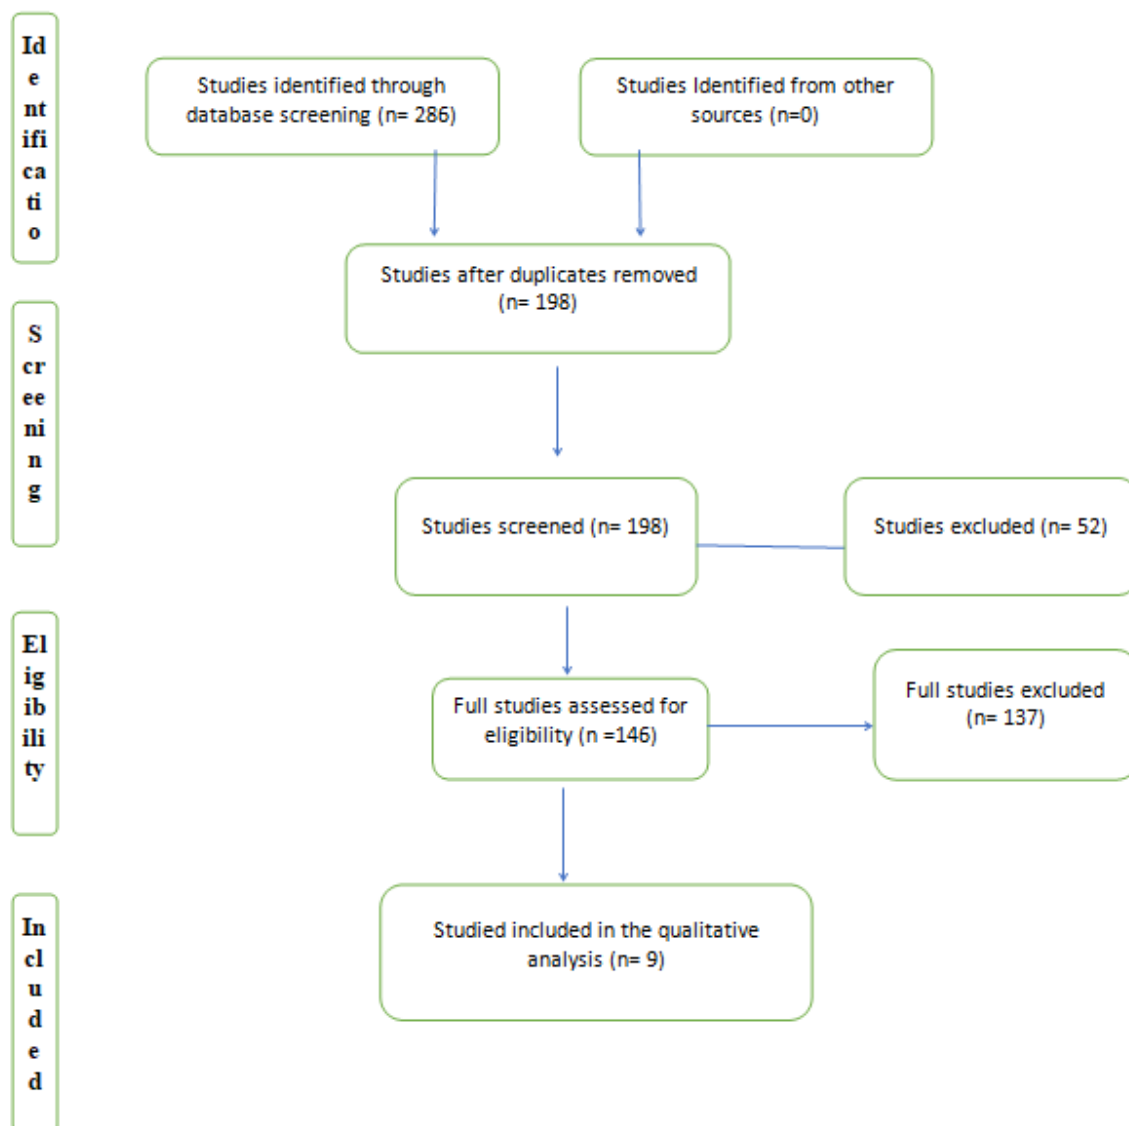 Id
e
nt
ifi
ca
ti
o
Studies identified through
database screening (n= 286)
Studies Identified from other
sources (n=0)
Studies after duplicates removed
(n= 198)
S
cr
ee
ni
n
g
Studies screened (n= 198)
Studies excluded (n= 52)
El
ig
ib
ili
ty
Full studies assessed for
eligibility (n =146)
Full studies excluded
(n= 137)
In
cl
u
d
e
d
Studied included in the qualitative
analysis (n= 9)